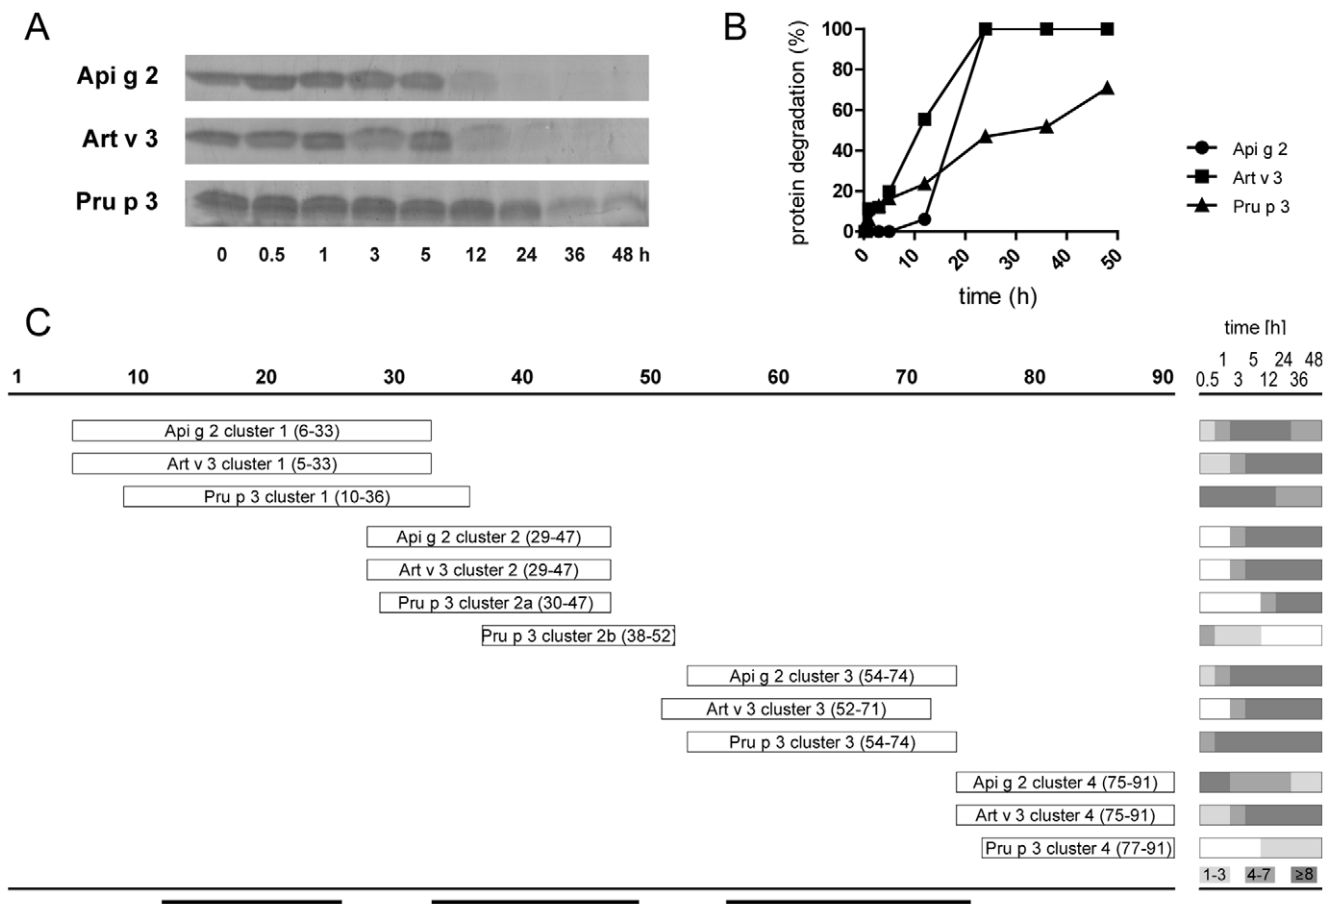 A
Api g 2
Art v 3
Pru p 3
0 0.5 1 3 5 12 24 36 48 h
B
protein degradation (%)
100
80
60
40
20
0
0 10 20 30 40 50
time (h)
Api g 2
Art v 3
Pru p 3
C
time [h]
1 5 24 48
0.5 3 12 36
1 10 20 30 40 50 60 70 80 90
Api g 2 cluster 1 (6-33)
Art v 3 cluster 1 (5-33)
Pru p 3 cluster 1 (10-36)
Api g 2 cluster 2 (29-47)
Art v 3 cluster 2 (29-47)
Pru p 3 cluster 2a (30-47)
Pru p 3 cluster 2b (38-52)
Api g 2 cluster 3 (54-74)
Art v 3 cluster 3 (52-71)
Pru p 3 cluster 3 (54-74)
Api g 2 cluster 4 (75-91)
Art v 3 cluster 4 (75-91)
Pru p 3 cluster 4 (77-91)
1-3 4-7 ≥8